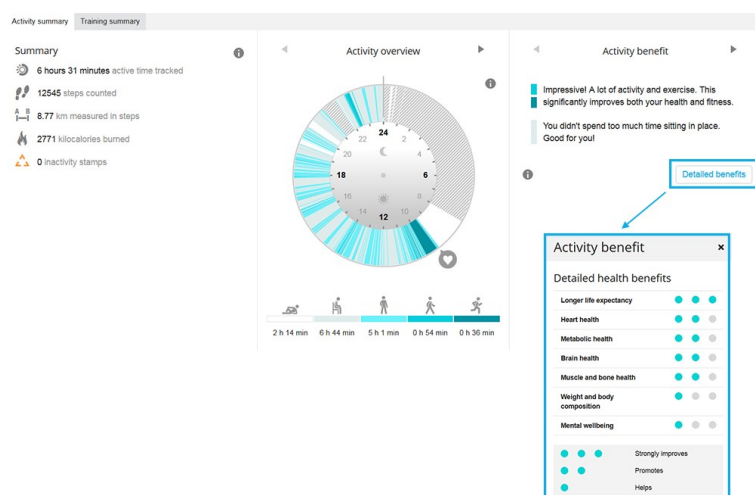 Activity summary
Training summary
Summary
6 hours 31 minutes active time tracked
12545 steps counted
A B
8.77 km measured in steps
2771 kilocalories burned
0 inactivity stamps
Activity overview
24
2
4
6
8
10
12
14
16
18
20
22
2 h 14 min
6 h 44 min
5 h 1 min
0 h 54 min
0 h 36 min
Activity benefit
Impressive! A lot of activity and exercise. This
significantly improves both your health and fitness.
You didn't spend too much time sitting in place.
Good for you!
Detailed benefits
Activity benefit
×
Detailed health benefits
Longer life expectancy
Heart health
Metabolic health
Brain health
Muscle and bone health
Weight and body
composition
Mental wellbeing
Strongly improves
Promotes
Helps